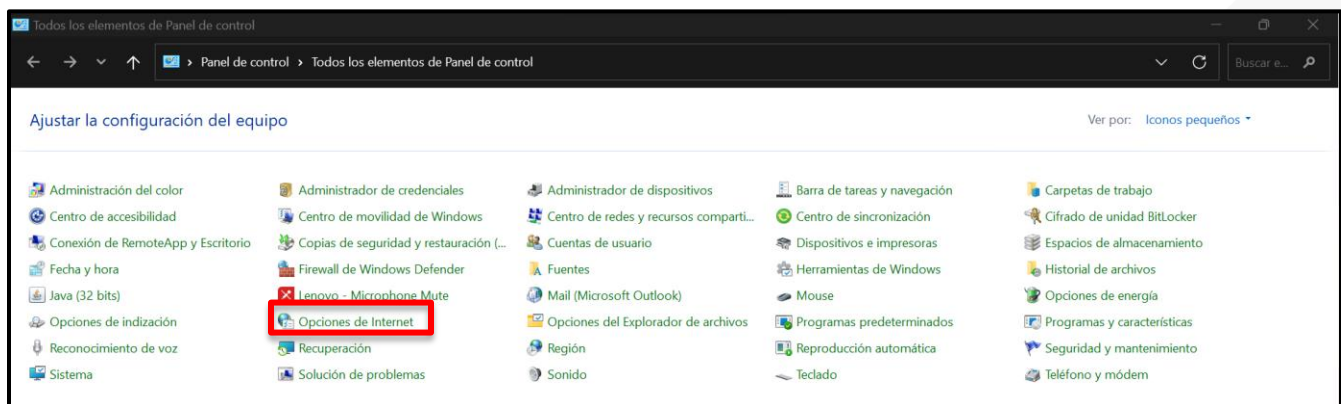 Todos los elementos de Panel de control
Panel de control > Todos los elementos de Panel de control
Buscar e...
Ajustar la configuración del equipo
Ver por: Iconos pequeños
Administración del color
Administrador de credenciales
Administrador de dispositivos
Barra de tareas y navegación
Carpetas de trabajo
Centro de accesibilidad
Centro de movilidad de Windows
Centro de redes y recursos comparti...
Centro de sincronización
Cifrado de unidad BitLocker
Conexión de RemoteApp y Escritorio
Copias de seguridad y restauración (...
Cuentas de usuario
Dispositivos e impresoras
Espacios de almacenamiento
Fecha y hora
Firewall de Windows Defender
Fuentes
Herramientas de Windows
Historial de archivos
Java (32 bits)
Lenovo - Microphone Mute
Mail (Microsoft Outlook)
Mouse
Opciones de energía
Opciones de indización
Opciones de Internet
Opciones del Explorador de archivos
Programas predeterminados
Programas y características
Reconocimiento de voz
Recuperación
Región
Reproducción automática
Seguridad y mantenimiento
Sistema
Solución de problemas
Sonido
Teclado
Teléfono y módem